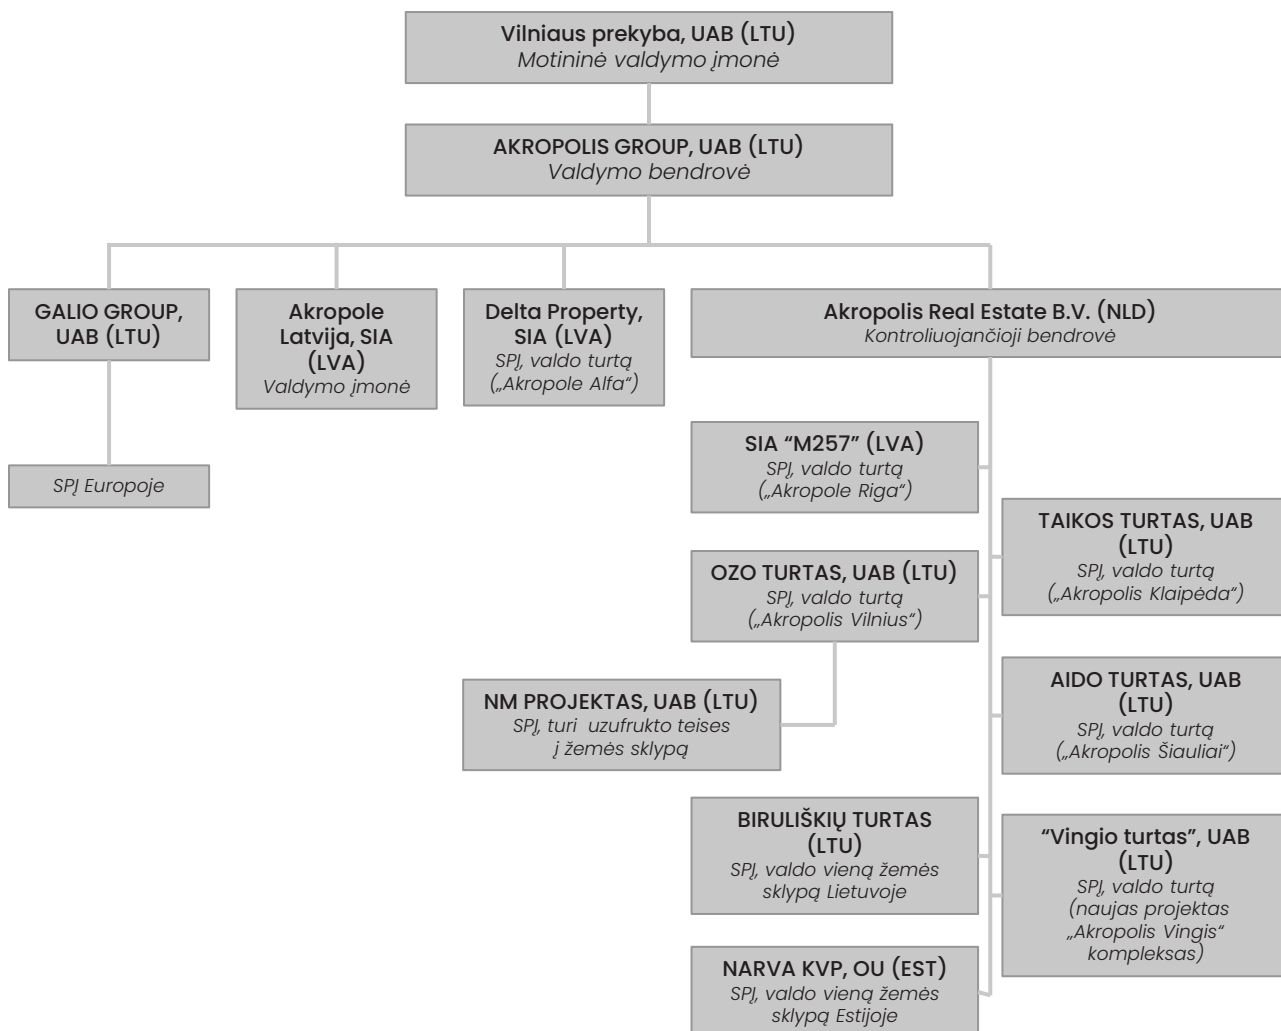 Vilniaus prekyba, UAB (LTU)
Motininė valdymo įmonė
AKROPOLIS GROUP, UAB (LTU)
Valdymo bendrovė
GALIO GROUP,
UAB (LTU)
SPĮ Europoje
Akropole
Latvija, SIA
(LVA)
Valdymo įmonė
Delta Property,
SIA (LVA)
SPĮ, valdo turtą
(„Akropole Alfa“)
Akropolis Real Estate B.V. (NLD)
Kontroliuojančioji bendrovė
SIA “M257” (LVA)
SPĮ, valdo turtą
(„Akropole Riga“)
TAIKOS TURTAS, UAB
(LTU)
SPĮ, valdo turtą
(„Akropolis Klaipėda“)
OZO TURTAS, UAB (LTU)
SPĮ, valdo turtą
(„Akropolis Vilnius“)
NM PROJEKTAS, UAB (LTU)
SPĮ, turi uzufrukto teises
į žemės sklypą
AIDO TURTAS, UAB
(LTU)
SPĮ, valdo turtą
(„Akropolis Šiauliai“)
BIRULIŠKIŲ TURTAS
(LTU)
SPĮ, valdo vieną žemės
sklypą Lietuvoje
“Vingio turtas”, UAB
(LTU)
SPĮ, valdo turtą
(naujas projektas
„Akropolis Vingis“
kompleksas)
NARVA KVP, OU (EST)
SPĮ, valdo vieną žemės
sklypą Estijoje